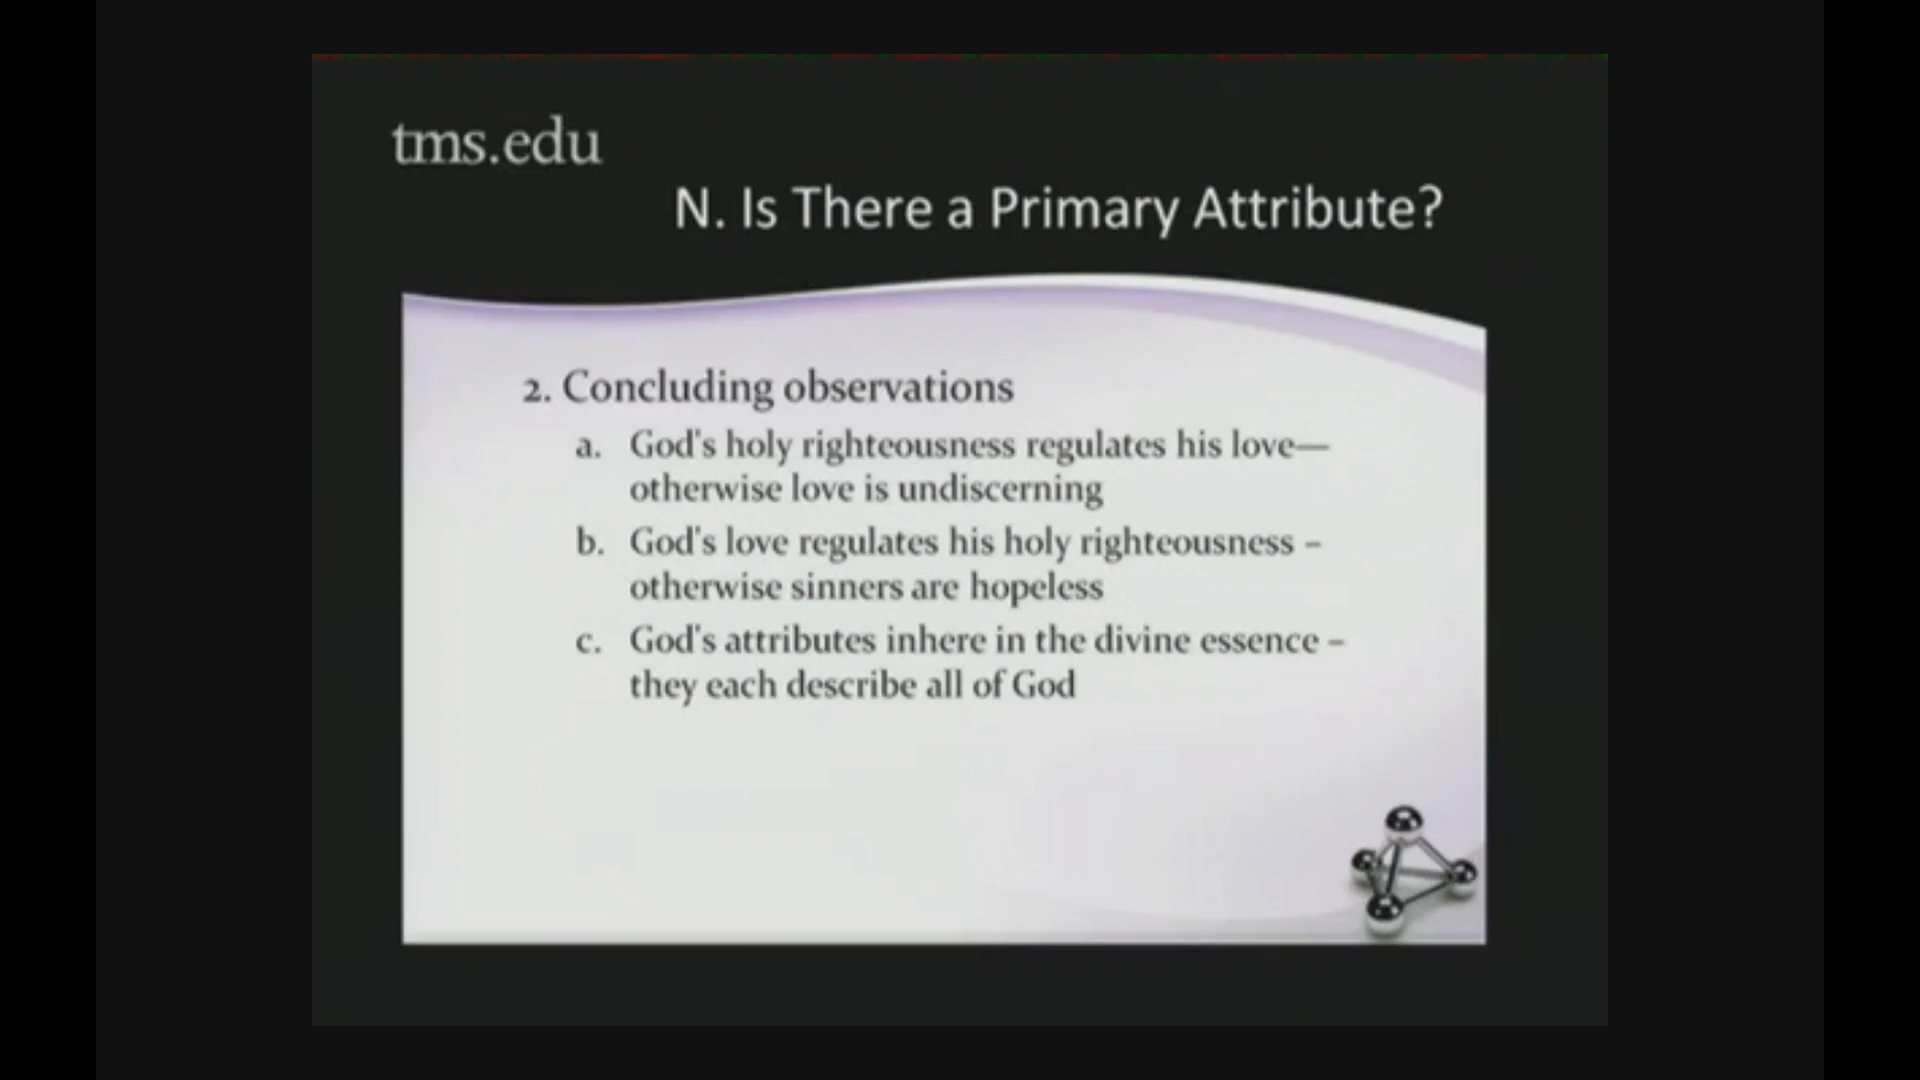 tms.edu
N. Is There a Primary Attribute?
2. Concluding observations
a. God's holy righteousness regulates his love—
otherwise love is undiscerning
b. God's love regulates his holy righteousness –
otherwise sinners are hopeless
c. God's attributes inhere in the divine essence –
they each describe all of God